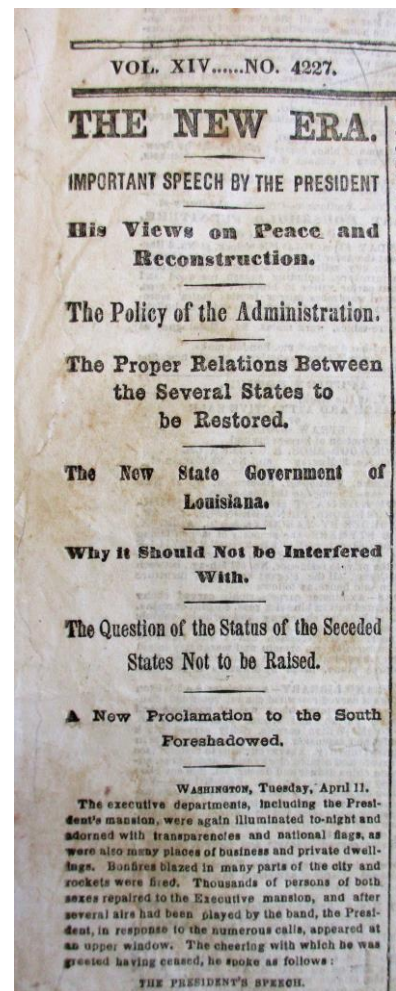 VOL. XIV......NO. 4227.
THE NEW ERA.
IMPORTANT SPEECH BY THE PRESIDENT
His Views on Peace and
Reconstruction.
The Policy of the Administration.
The Proper Relations Between
the Several States to
be Restored.
The New State Government of
Louisiana.
Why it Should Not be Interfered
With.
The Question of the Status of the Seceded
States Not to be Raised.
A New Proclamation to the South
Foreshadowed.
WASHINGTON, Tuesday, April 11.
The executive departments, including the Presi-
dent's mansion, were again illuminated to-night and
adorned with transparencies and national flags, as
were also many places of business and private dwell-
ings. Bonfires blazed in many parts of the city and
rockets were fired. Thousands of persons of both
sexes repaired to the Executive mansion, and after
several airs had been played by the band, the Presi-
dent, in response to the numerous calls, appeared at
an upper window. The cheering with which he was
greeted having ceased, he spoke as follows:
THE PRESIDENT'S SPEECH.